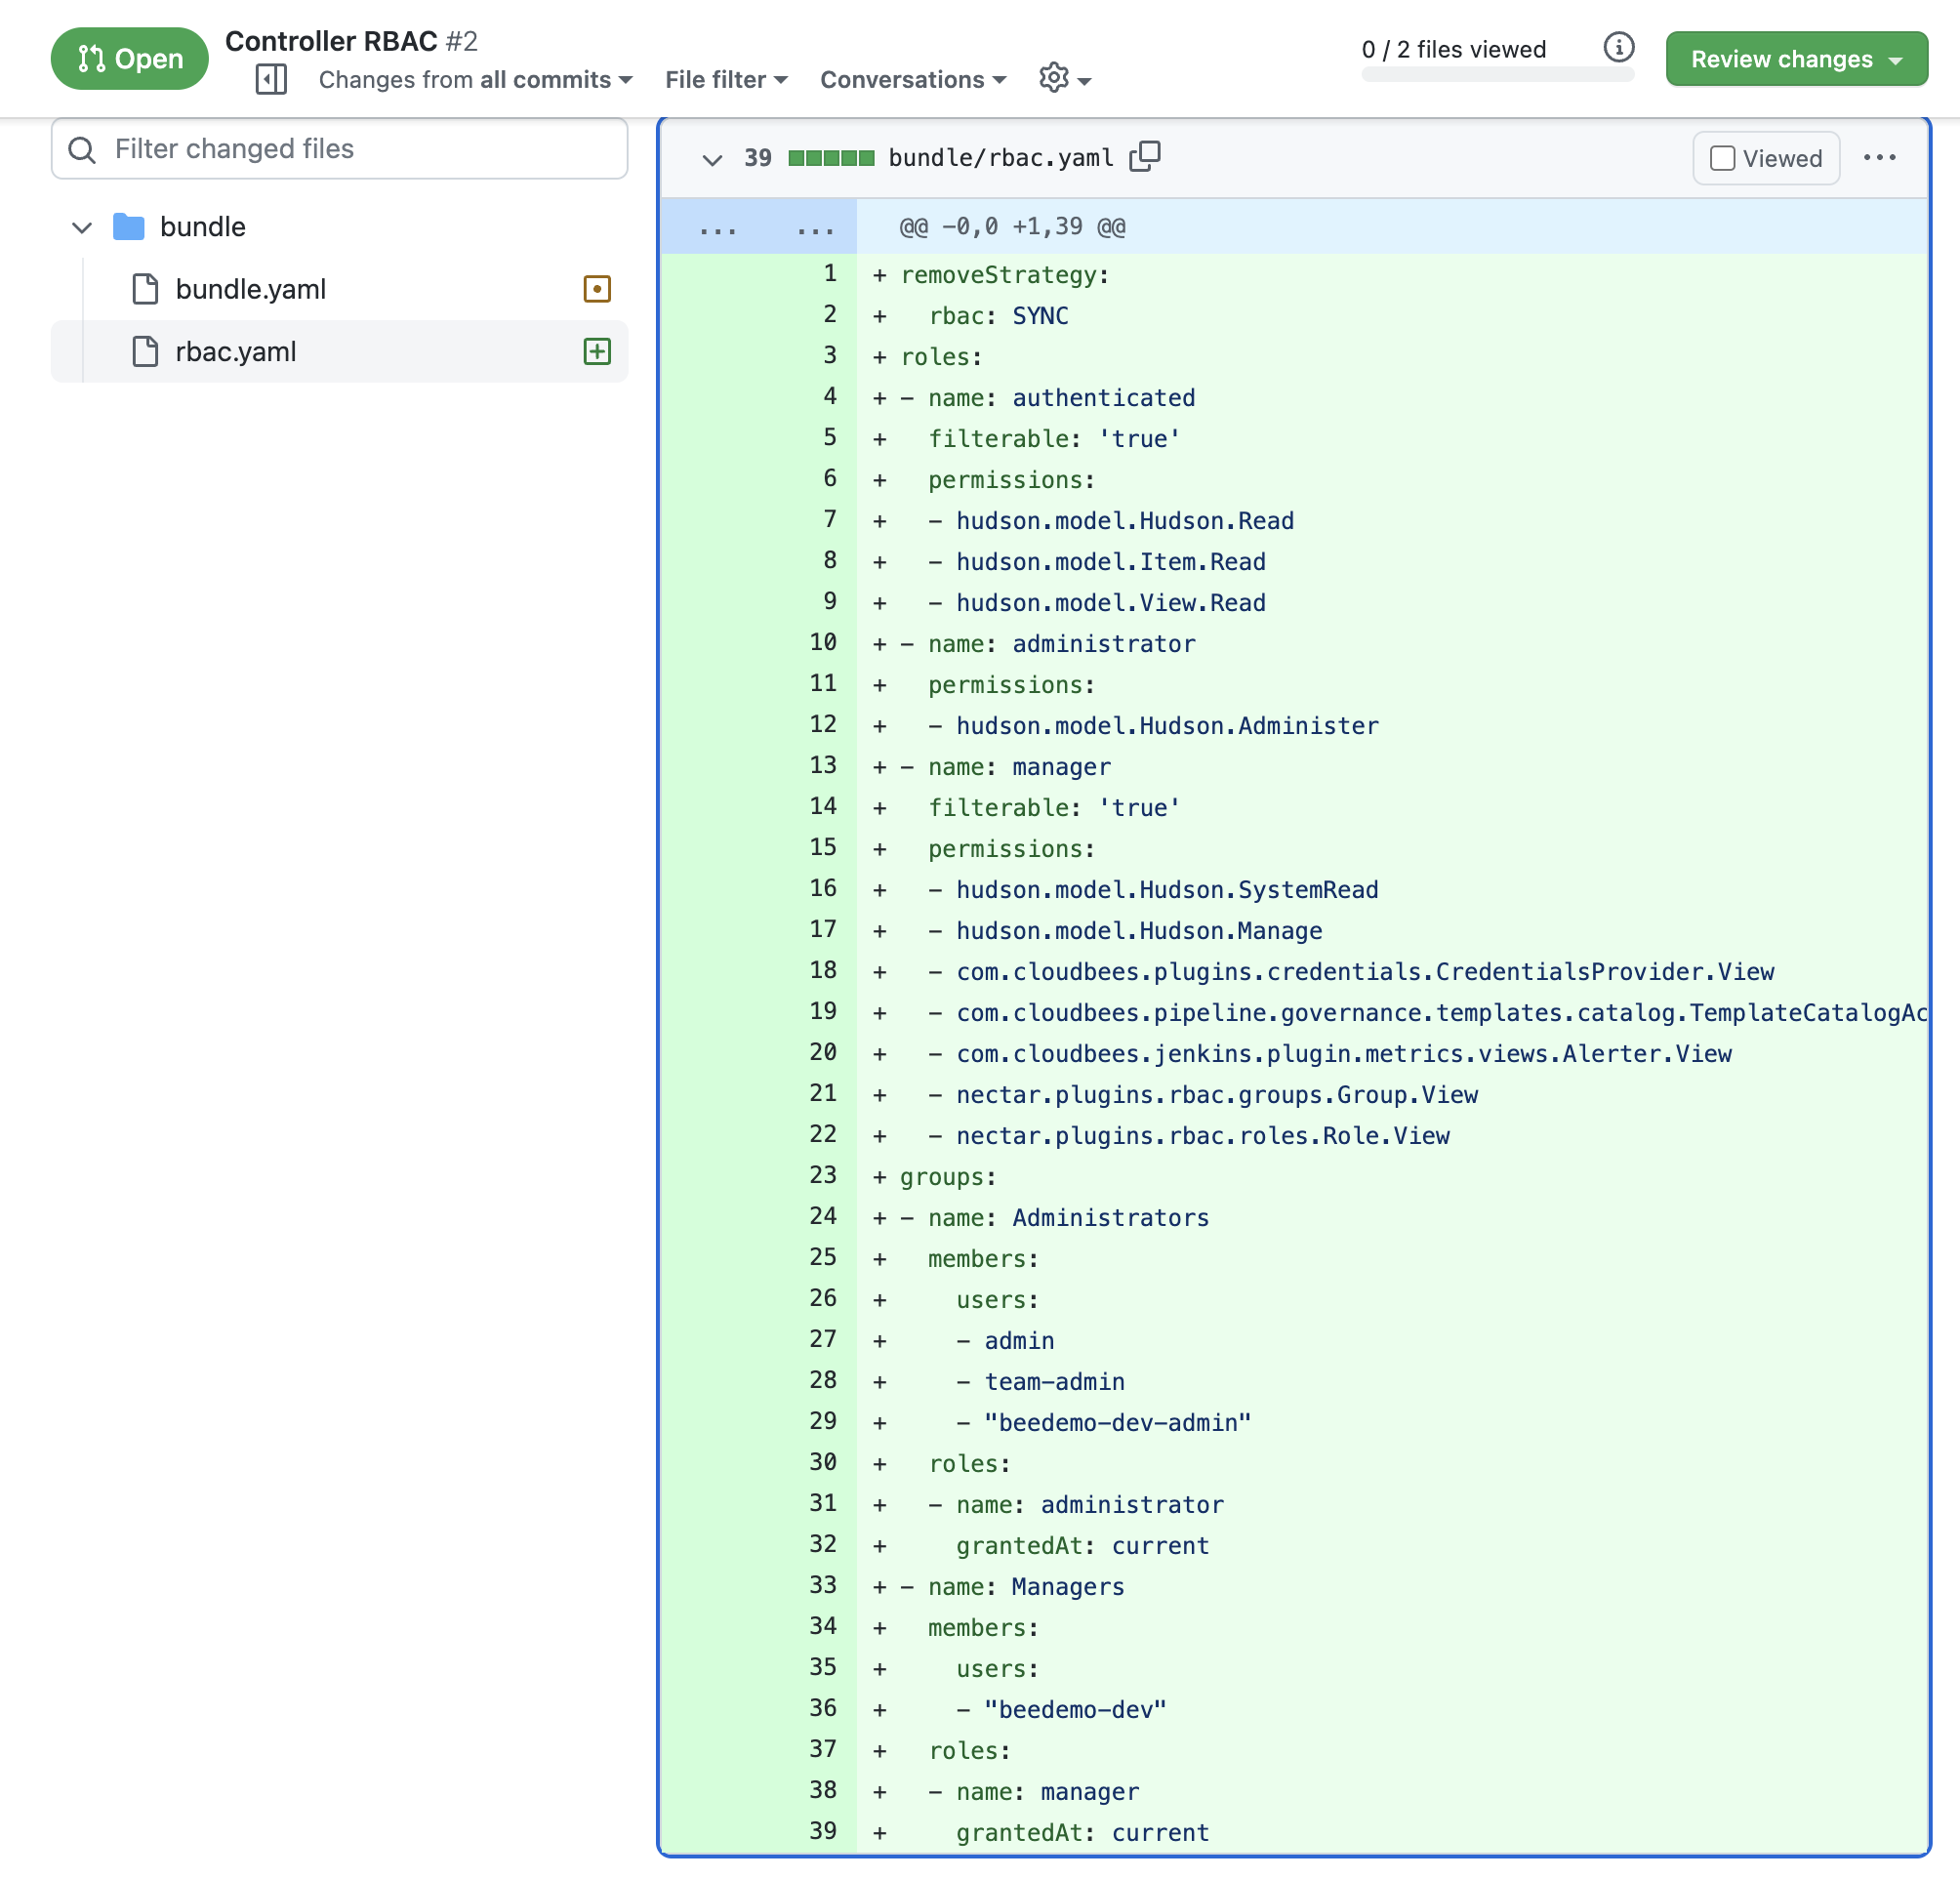 Open
Controller RBAC #2
Changes from all commits
File filter
Conversations
0 / 2 files viewed
Review changes
Filter changed files
bundle
bundle.yaml
rbac.yaml
39 bundle/rbac.yaml
Viewed
... ... @@ -0,0 +1,39 @@
1 + removeStrategy:
2 +   rbac: SYNC
3 + roles:
4 + - name: authenticated
5 +   filterable: 'true'
6 +   permissions:
7 +   - hudson.model.Hudson.Read
8 +   - hudson.model.Item.Read
9 +   - hudson.model.View.Read
10 + - name: administrator
11 +   permissions:
12 +   - hudson.model.Hudson.Administer
13 + - name: manager
14 +   filterable: 'true'
15 +   permissions:
16 +   - hudson.model.Hudson.SystemRead
17 +   - hudson.model.Hudson.Manage
18 +   - com.cloudbees.plugins.credentials.CredentialsProvider.View
19 +   - com.cloudbees.pipeline.governance.templates.catalog.TemplateCatalogAc
20 +   - com.cloudbees.jenkins.plugin.metrics.views.Alerter.View
21 +   - nectar.plugins.rbac.groups.Group.View
22 +   - nectar.plugins.rbac.roles.Role.View
23 + groups:
24 + - name: Administrators
25 +   members:
26 +     users:
27 +     - admin
28 +     - team-admin
29 +     - "beedemo-dev-admin"
30 +   roles:
31 +   - name: administrator
32 +     grantedAt: current
33 + - name: Managers
34 +   members:
35 +     users:
36 +     - "beedemo-dev"
37 +   roles:
38 +   - name: manager
39 +     grantedAt: current